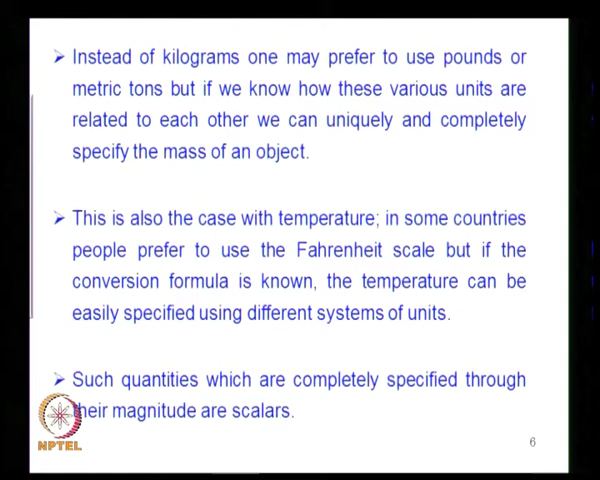 ➢ Instead of kilograms one may prefer to use pounds or
metric tons but if we know how these various units are
related to each other we can uniquely and completely
specify the mass of an object.
➢ This is also the case with temperature; in some countries
people prefer to use the Fahrenheit scale but if the
conversion formula is known, the temperature can be
easily specified using different systems of units.
➢ Such quantities which are completely specified through
their magnitude are scalars.
NPTEL
6